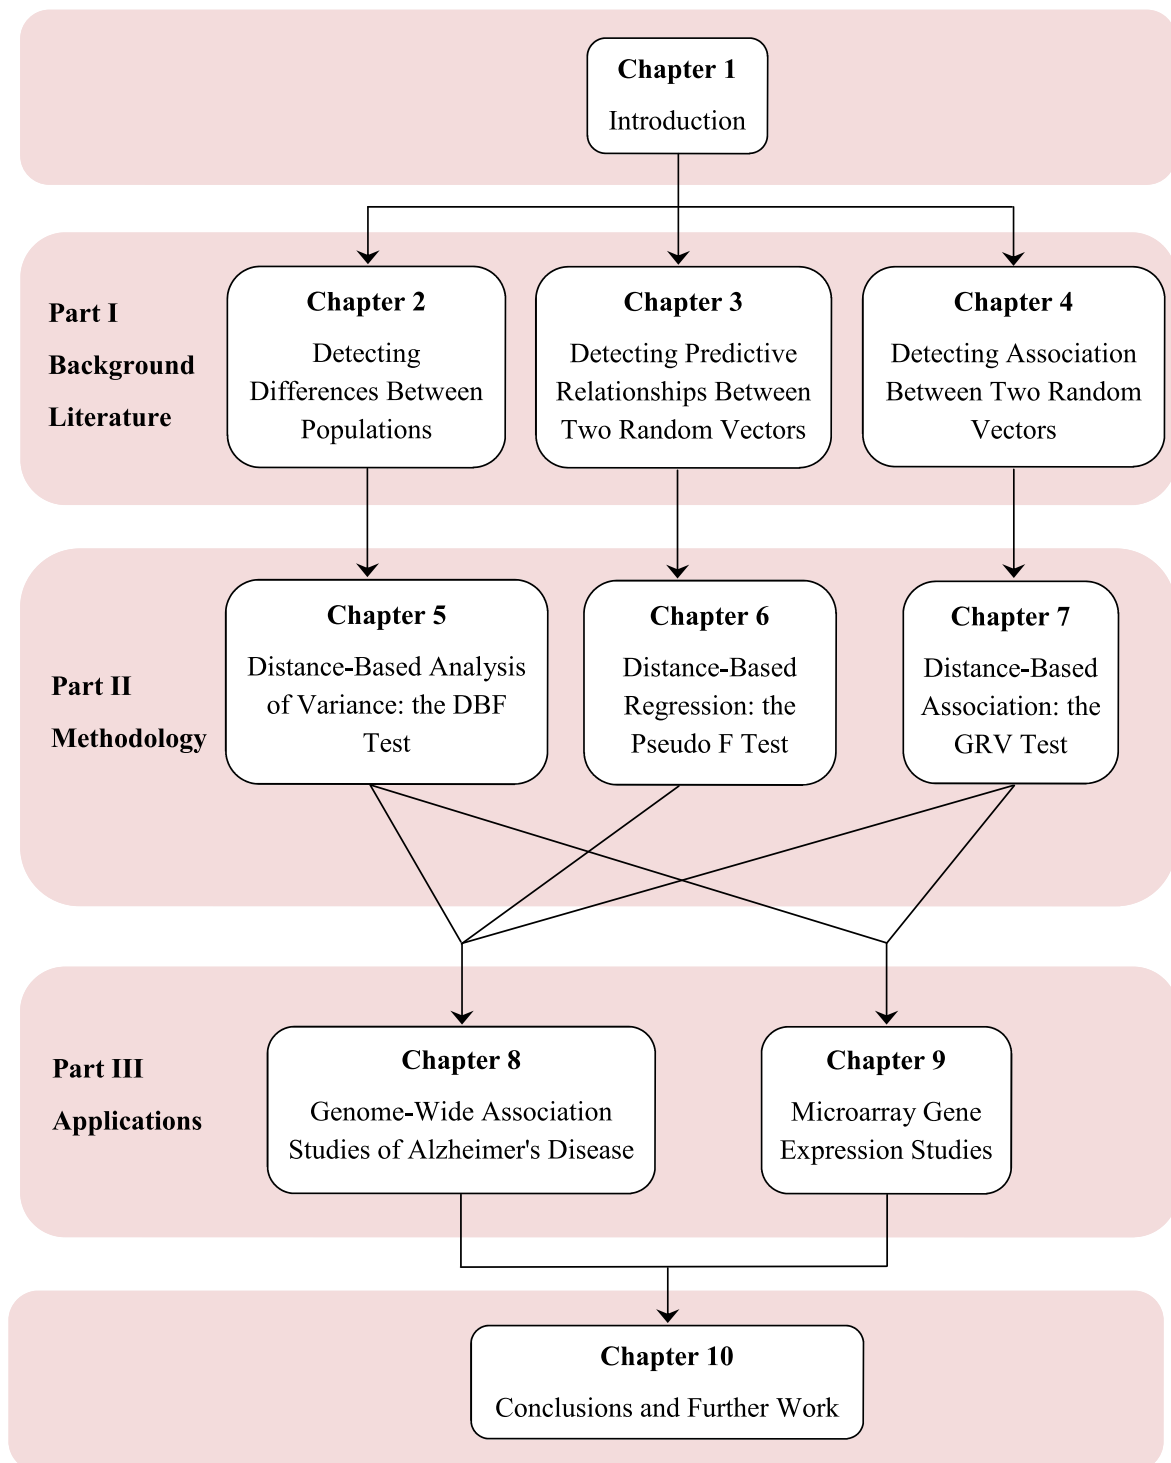 Chapter 1
Introduction
Part I
Background
Literature
Chapter 2
Detecting
Differences Between
Populations
Chapter 3
Detecting Predictive
Relationships Between
Two Random Vectors
Chapter 4
Detecting Association
Between Two Random
Vectors
Part II
Methodology
Chapter 5
Distance-Based Analysis
of Variance: the DBF
Test
Chapter 6
Distance-Based
Regression: the
Pseudo F Test
Chapter 7
Distance-Based
Association: the
GRV Test
Part III
Applications
Chapter 8
Genome-Wide Association
Studies of Alzheimer's Disease
Chapter 9
Microarray Gene
Expression Studies
Chapter 10
Conclusions and Further Work